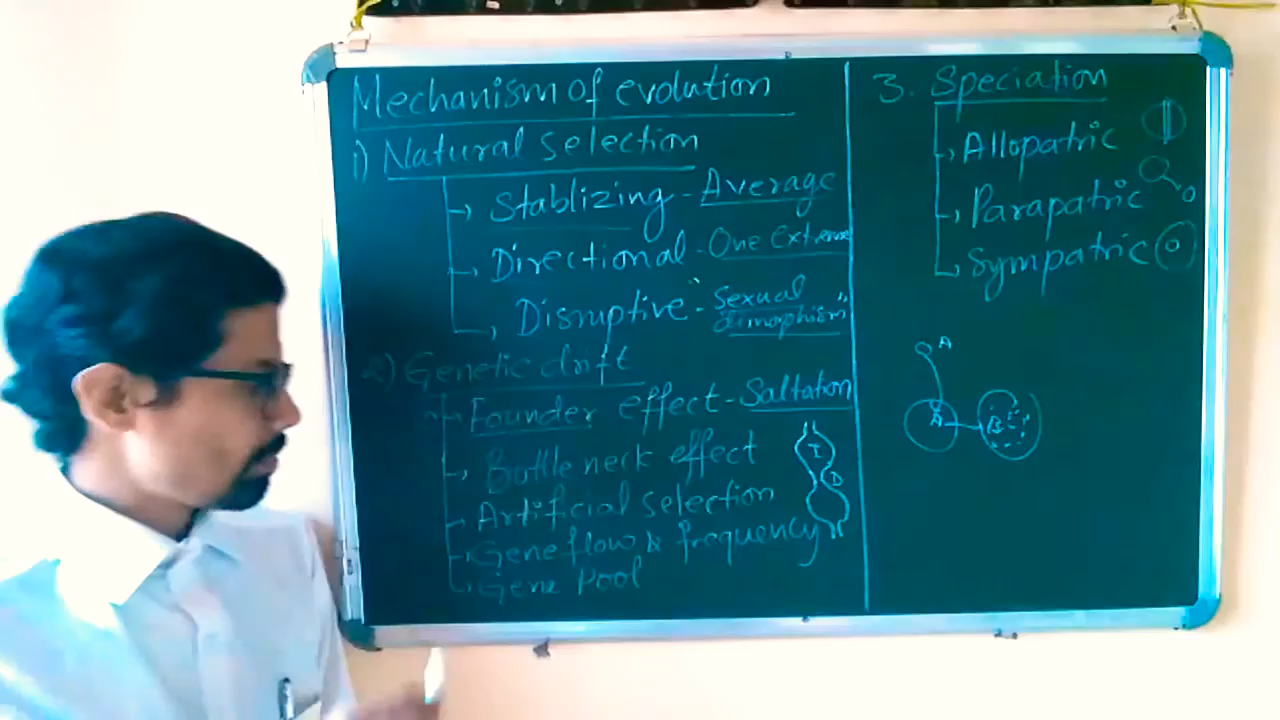 Mechanism of evolution
1) Natural selection
Stablizing - Average
Directional - One Extreme
Disruptive - "Sexual dimorphism"
2) Genetic drift
Founder effect - Saltation
Bottle neck effect
I
D
Artificial selection
Gene flow & frequency
Gene Pool
3. Speciation
Allopatric
Parapatric
Sympatric
A
A
B